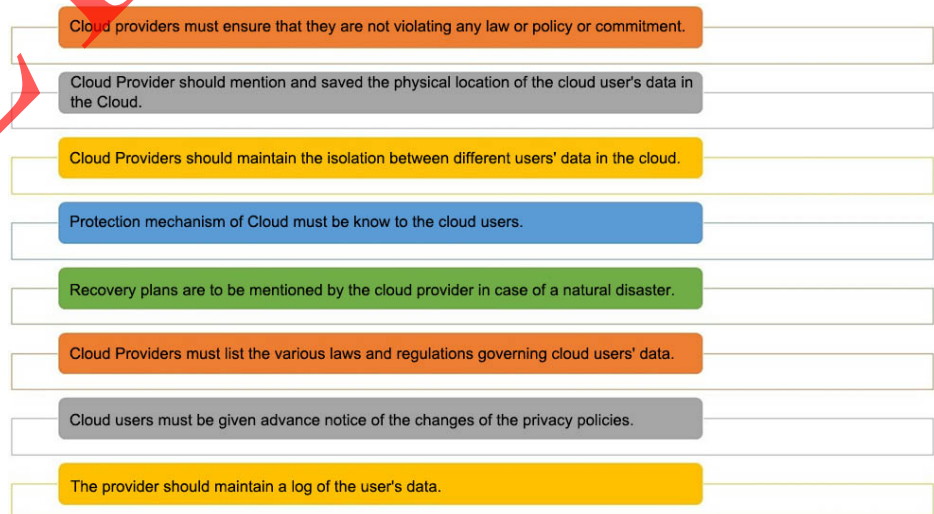 Cloud providers must ensure that they are not violating any law or policy or commitment.
Cloud Provider should mention and saved the physical location of the cloud user's data in
the Cloud.
Cloud Providers should maintain the isolation between different users' data in the cloud.
Protection mechanism of Cloud must be know to the cloud users.
Recovery plans are to be mentioned by the cloud provider in case of a natural disaster.
Cloud Providers must list the various laws and regulations governing cloud users' data.
Cloud users must be given advance notice of the changes of the privacy policies.
The provider should maintain a log of the user's data.